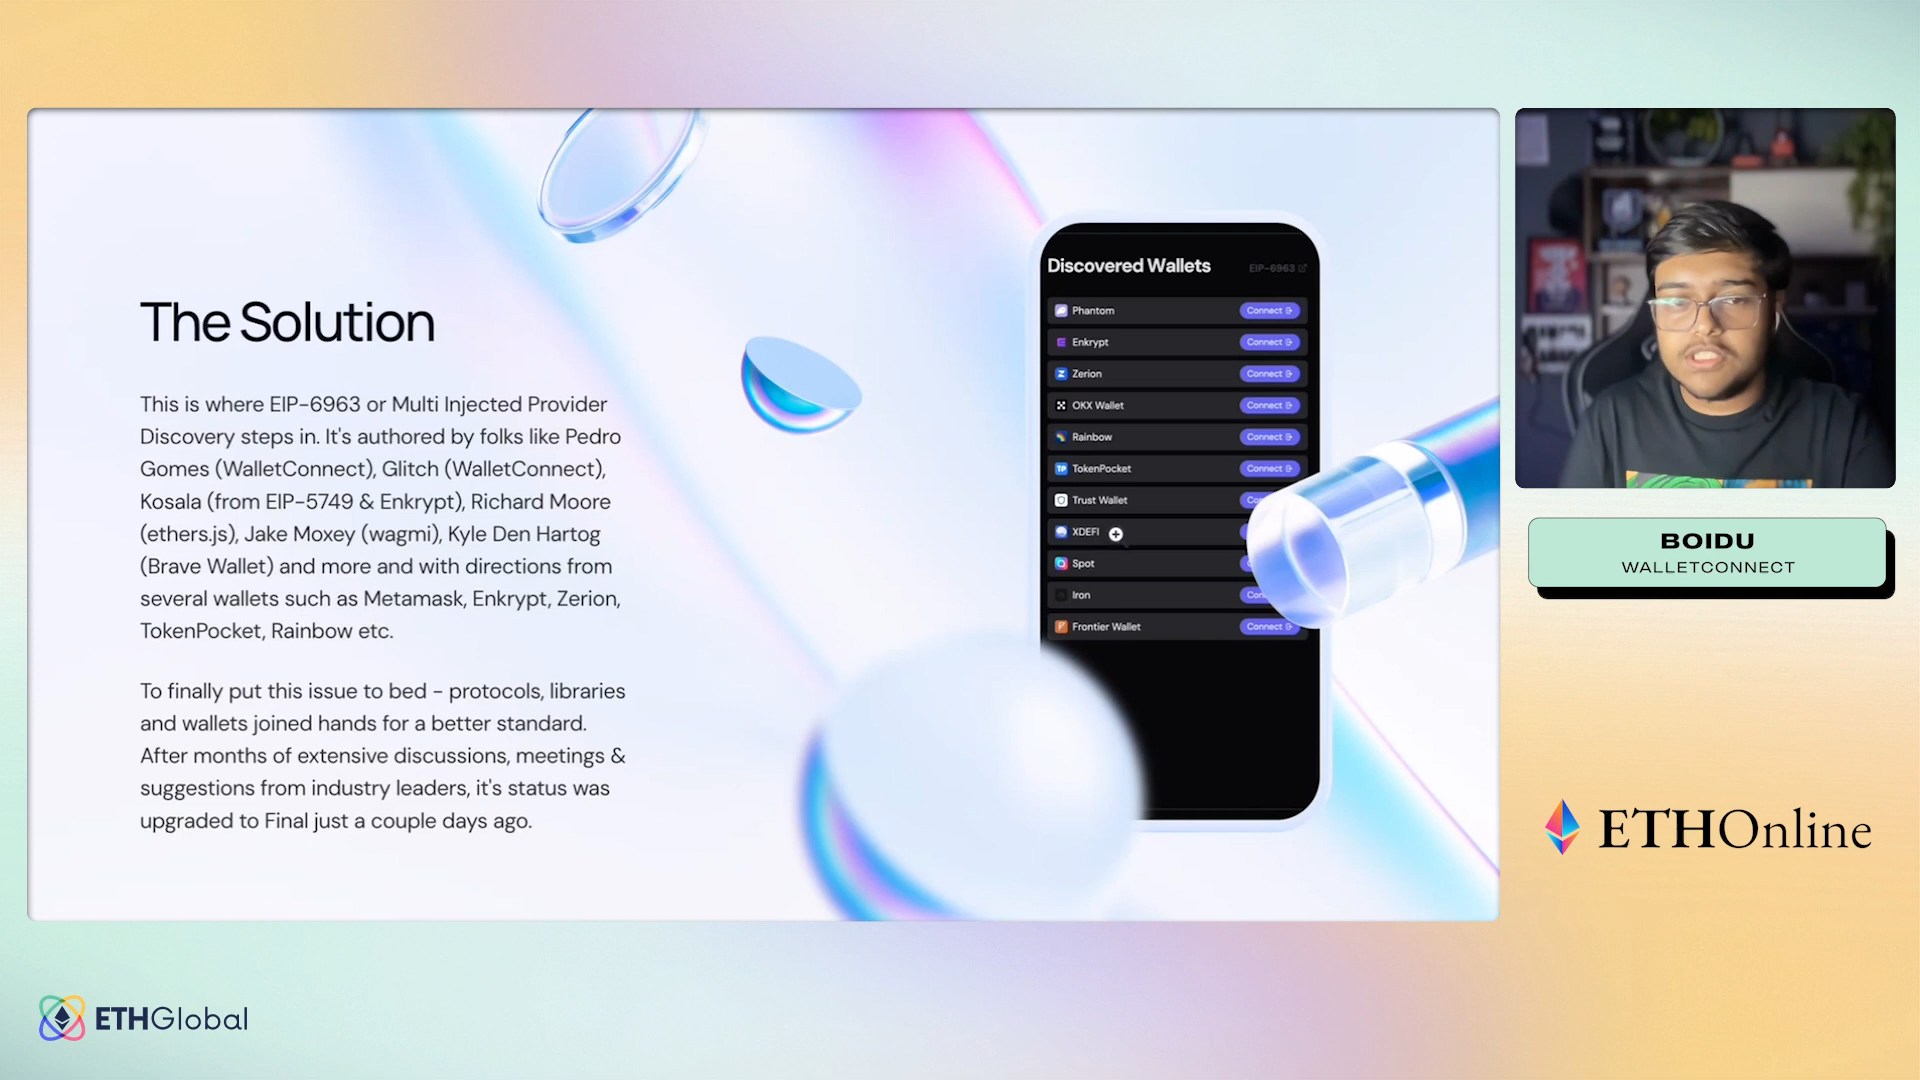 The Solution
This is where EIP-6963 or Multi Injected Provider
Discovery steps in. It's authored by folks like Pedro
Gomes (WalletConnect), Glitch (WalletConnect),
Kosala (from EIP-5749 & Enkrypt), Richard Moore
(ethers.js), Jake Moxey (wagmi), Kyle Den Hartog
(Brave Wallet) and more and with directions from
several wallets such as Metamask, Enkrypt, Zerion,
TokenPocket, Rainbow etc.
To finally put this issue to bed - protocols, libraries
and wallets joined hands for a better standard.
After months of extensive discussions, meetings &
suggestions from industry leaders, it's status was
upgraded to Final just a couple days ago.
Discovered Wallets EIP-6963
Phantom Connect
Enkrypt Connect
Zerion Connect
OKX Wallet Connect
Rainbow Connect
TP TokenPocket Connect
Trust Wallet
XDEFI
Spot
Iron
Frontier Wallet Connect
BOIDU
WALLETCONNECT
ETHOnline
ETHGlobal